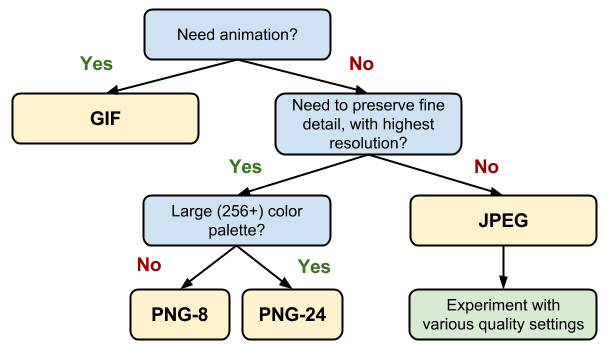 Need animation?
Yes
No
GIF
Need to preserve fine
detail, with highest
resolution?
Yes
No
Large (256+) color
palette?
JPEG
No
Yes
PNG-8
PNG-24
Experiment with
various quality settings